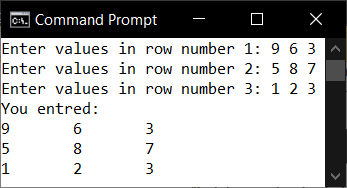 Command Prompt
Enter values in row number 1: 9 6 3
Enter values in row number 2: 5 8 7
Enter values in row number 3: 1 2 3
You entred:
9 6 3
5 8 7
1 2 3